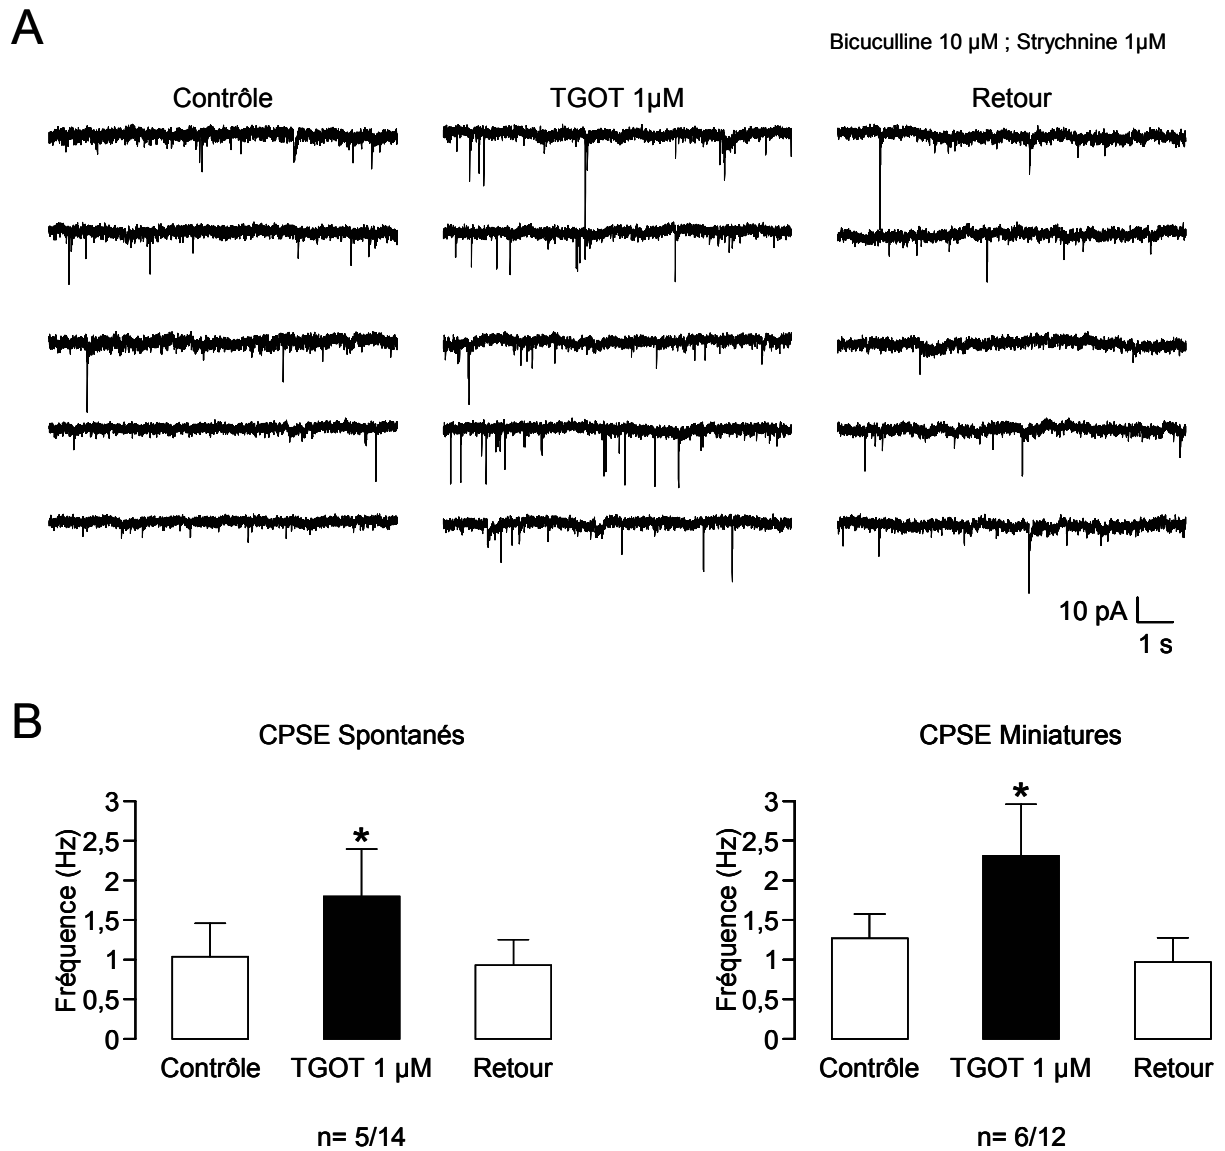 A
Bicuculline 10 µM ; Strychnine 1µM
Contrôle TGOT 1µM Retour
10 pA
1 s
B
CPSE Spontanés CPSE Miniatures
Fréquence (Hz)
3
2,5
2
1,5
1
0,5
0
Contrôle TGOT 1 µM Retour
n= 5/14
Fréquence (Hz)
*
3
2,5
2
1,5
1
0,5
0
*
Contrôle TGOT 1 µM Retour
n= 6/12